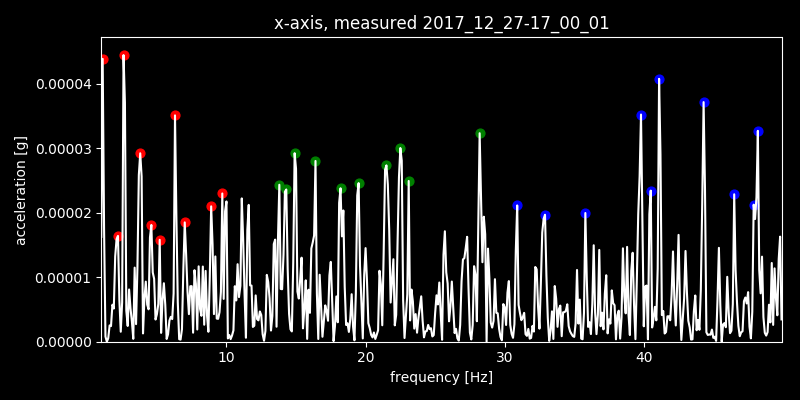 x-axis, measured 2017_12_27-17_00_01
acceleration [g]
0.00004
0.00003
0.00002
0.00001
0.00000
10 20 30 40
frequency [Hz]